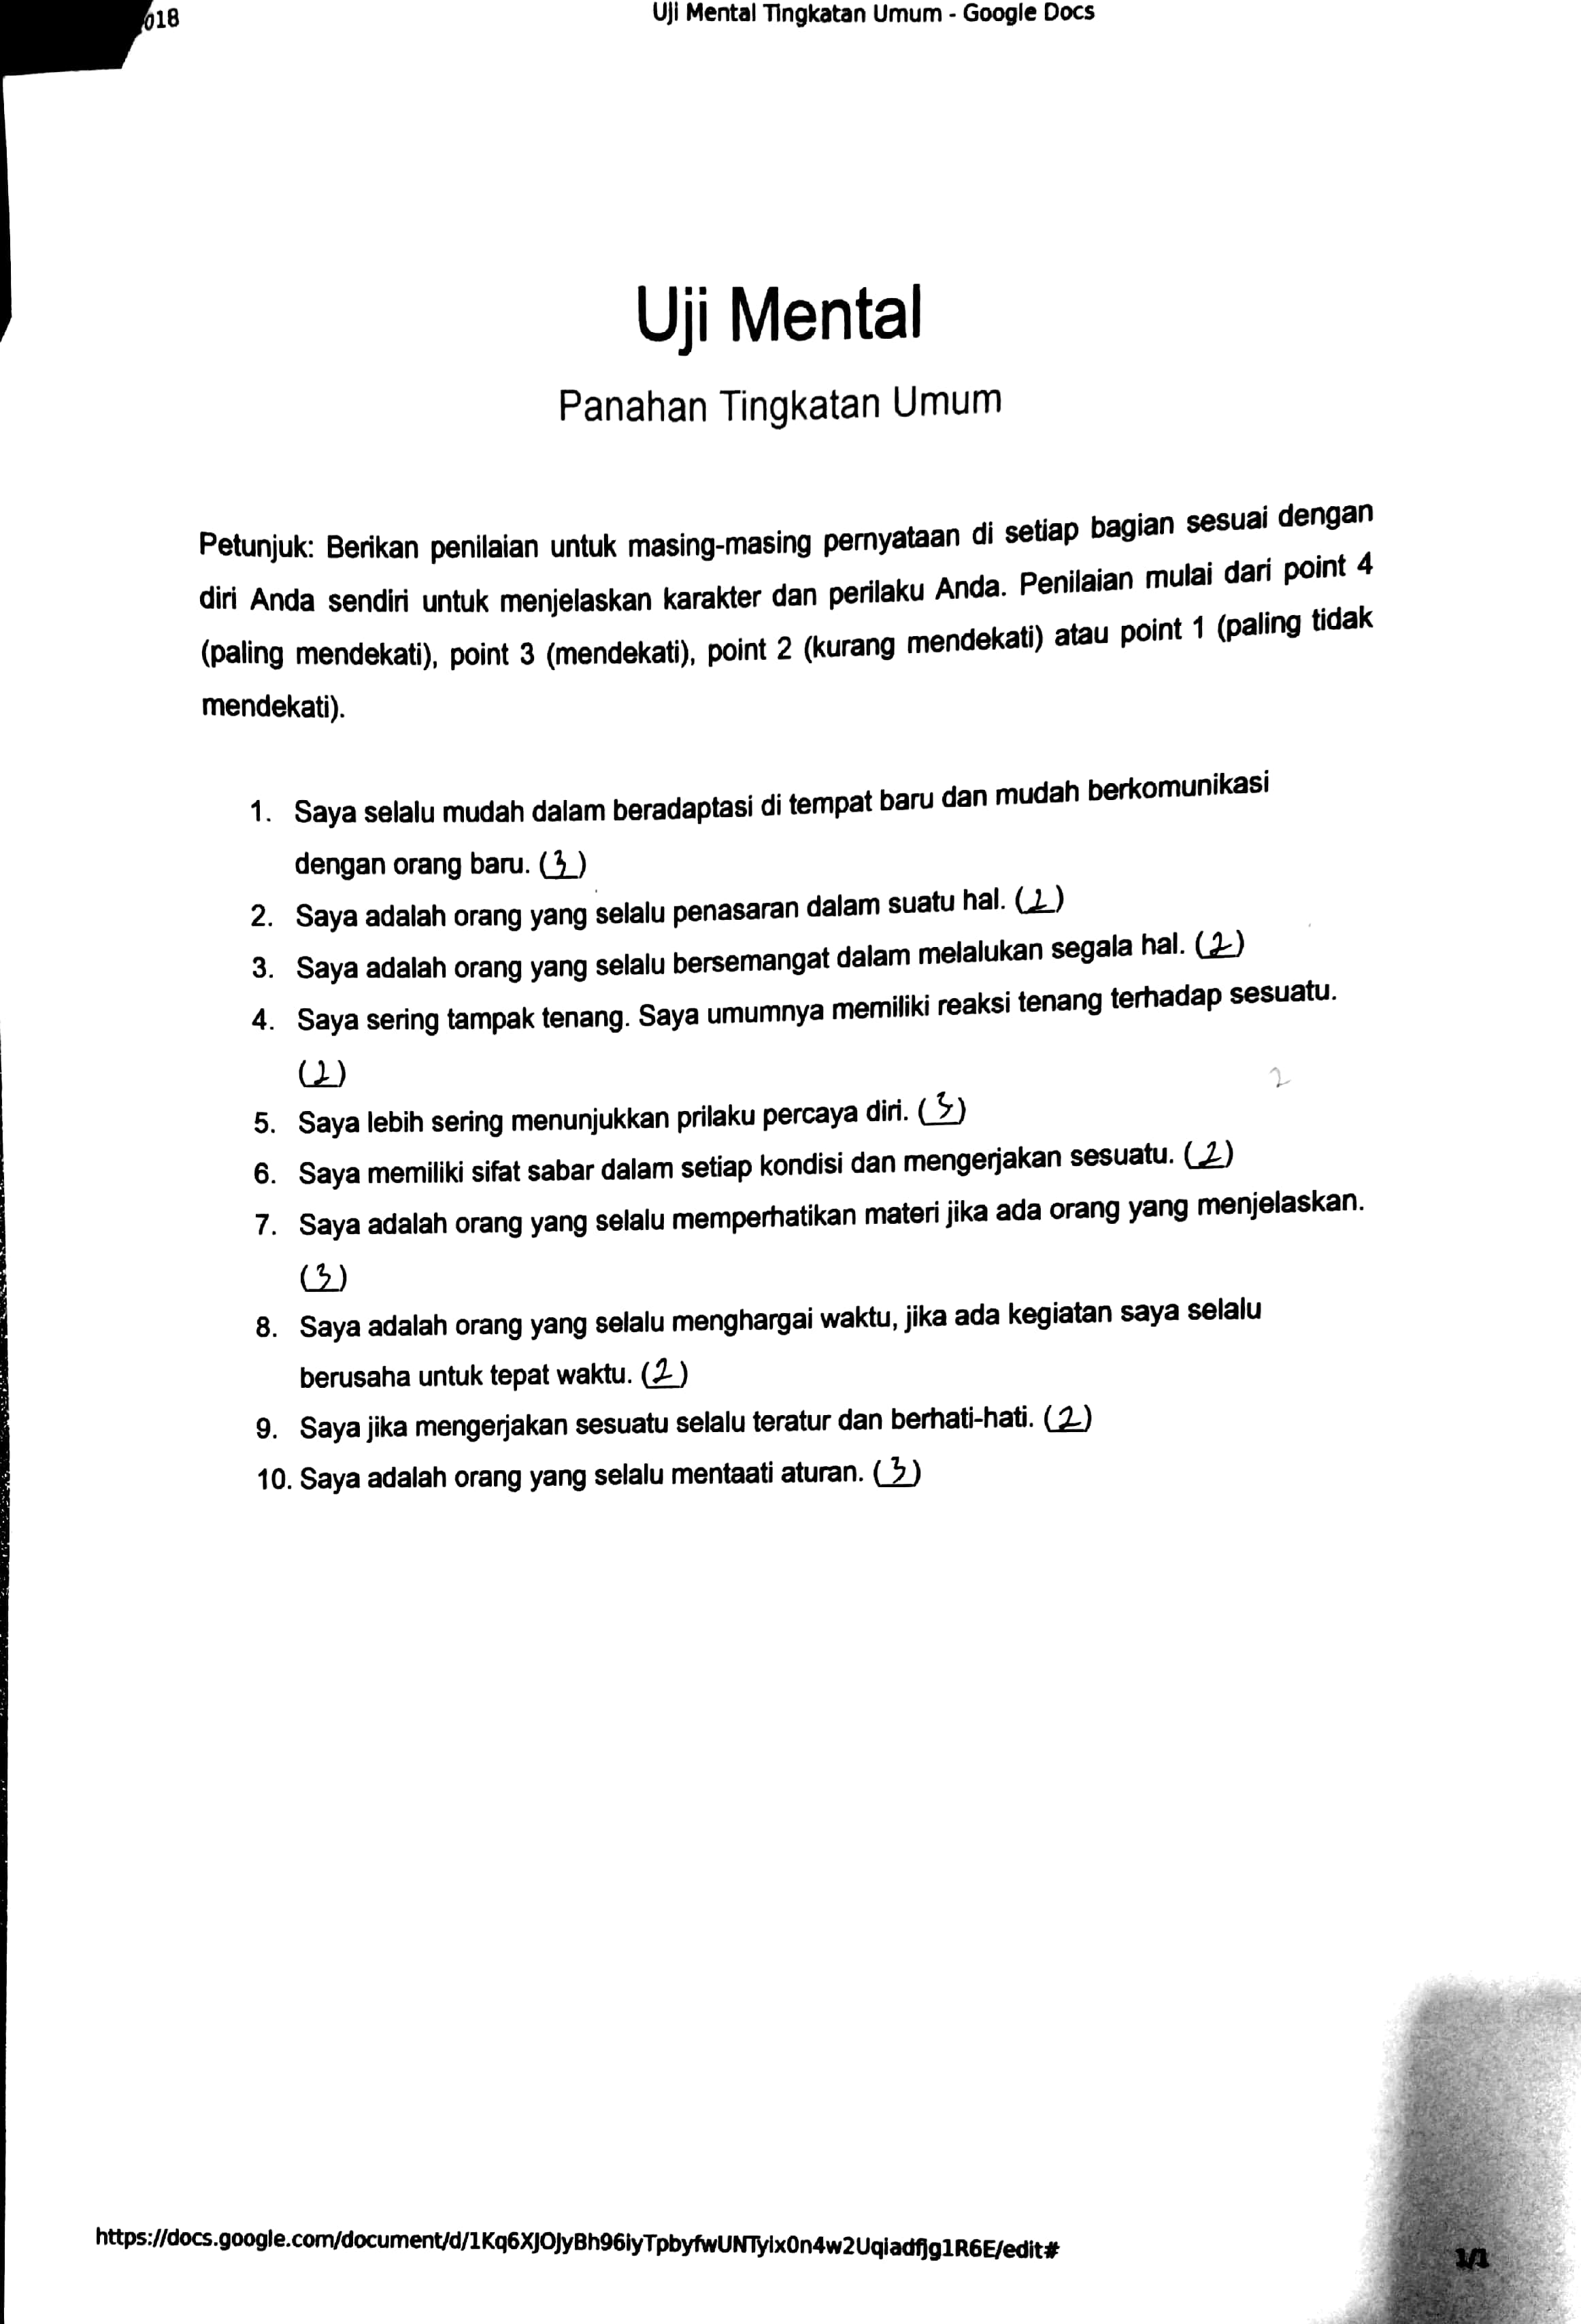 018
Uji Mental Tingkatan Umum - Google Docs
Uji Mental
Panahan Tingkatan Umum
Petunjuk: Berikan penilaian untuk masing-masing pernyataan di setiap bagian sesuai dengan
diri Anda sendiri untuk menjelaskan karakter dan perilaku Anda. Penilaian mulai dari point 4
(paling mendekati), point 3 (mendekati), point 2 (kurang mendekati) atau point 1 (paling tidak
mendekati).
1. Saya selalu mudah dalam beradaptasi di tempat baru dan mudah berkomunikasi
dengan orang baru. (3)
2. Saya adalah orang yang selalu penasaran dalam suatu hal. (2)
3. Saya adalah orang yang selalu bersemangat dalam melalukan segala hal. (2)
4. Saya sering tampak tenang. Saya umumnya memiliki reaksi tenang terhadap sesuatu.
(2)
2
5. Saya lebih sering menunjukkan prilaku percaya diri. (3)
6. Saya memiliki sifat sabar dalam setiap kondisi dan mengerjakan sesuatu. (2)
7. Saya adalah orang yang selalu memperhatikan materi jika ada orang yang menjelaskan.
(3)
8. Saya adalah orang yang selalu menghargai waktu, jika ada kegiatan saya selalu
berusaha untuk tepat waktu. (2)
9. Saya jika mengerjakan sesuatu selalu teratur dan berhati-hati. (2)
10. Saya adalah orang yang selalu mentaati aturan. (3)
1/1